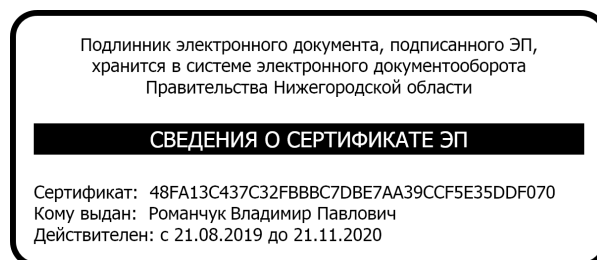 Подлинник электронного документа, подписанного ЭП,
хранится в системе электронного документооборота
Правительства Нижегородской области
СВЕДЕНИЯ О СЕРТИФИКАТЕ ЭП
Сертификат: 48FA13C437C32FBBBC7DBE7AA39CCF5E35DDF070
Кому выдан: Романчук Владимир Павлович
Действителен: с 21.08.2019 до 21.11.2020